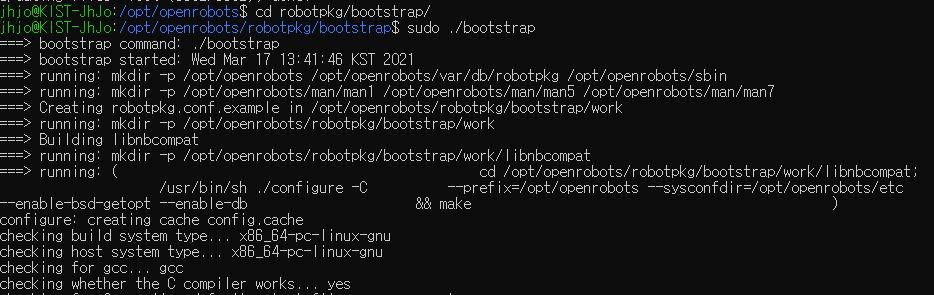 jhjo@KIST-JhJo:/opt/openrobots$ cd robotpkg/bootstrap/
jhjo@KIST-JhJo:/opt/openrobots/robotpkg/bootstrap$ sudo ./bootstrap
===> bootstrap command: ./bootstrap
===> bootstrap started: Wed Mar 17 13:41:46 KST 2021
===> running: mkdir -p /opt/openrobots /opt/openrobots/var/db/robotpkg /opt/openrobots/sbin
===> running: mkdir -p /opt/openrobots/man/man1 /opt/openrobots/man/man5 /opt/openrobots/man/man7
===> Creating robotpkg.conf.example in /opt/openrobots/robotpkg/bootstrap/work
===> running: mkdir -p /opt/openrobots/robotpkg/bootstrap/work
===> Building libnbcompat
===> running: mkdir -p /opt/openrobots/robotpkg/bootstrap/work/libnbcompat
===> running: ( cd /opt/openrobots/robotpkg/bootstrap/work/libnbcompat;
/usr/bin/sh ./configure -C --prefix=/opt/openrobots --sysconfdir=/opt/openrobots/etc
--enable-bsd-getopt --enable-db && make )
configure: creating cache config.cache
checking build system type... x86_64-pc-linux-gnu
checking host system type... x86_64-pc-linux-gnu
checking for gcc... gcc
checking whether the C compiler works... yes